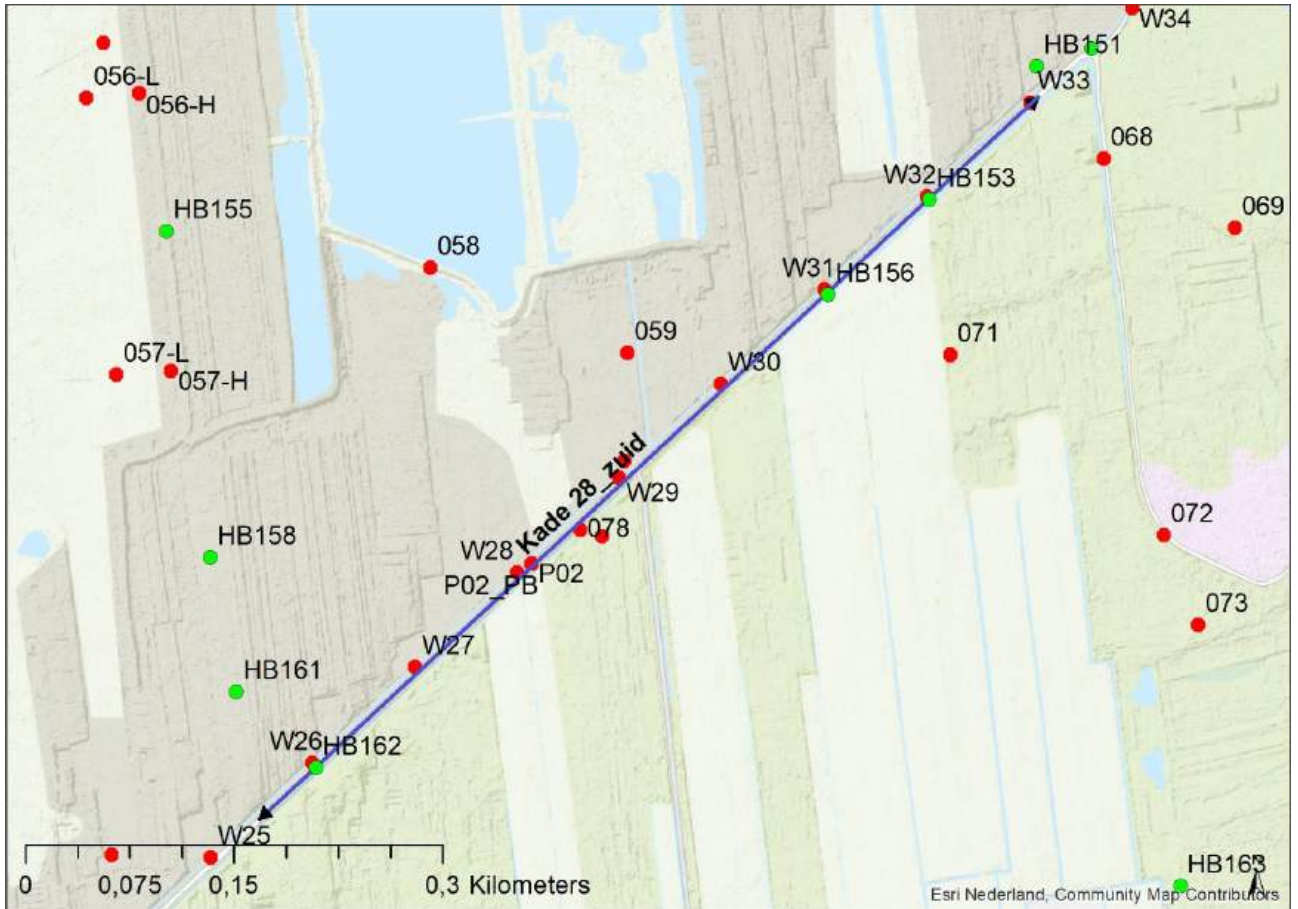 W34
HB151
056-L
W33
056-H
068
W32
HB153
HB155
069
058
W31
HB156
059
057-L
W30
071
057-H
Kade 28_zuid
W29
078
072
HB158
W28
P02
P02_PB
073
W27
HB161
W26
HB162
W25
HB163
0 0,075 0,15 0,3 Kilometers
Esri Nederland, Community Map Contributors